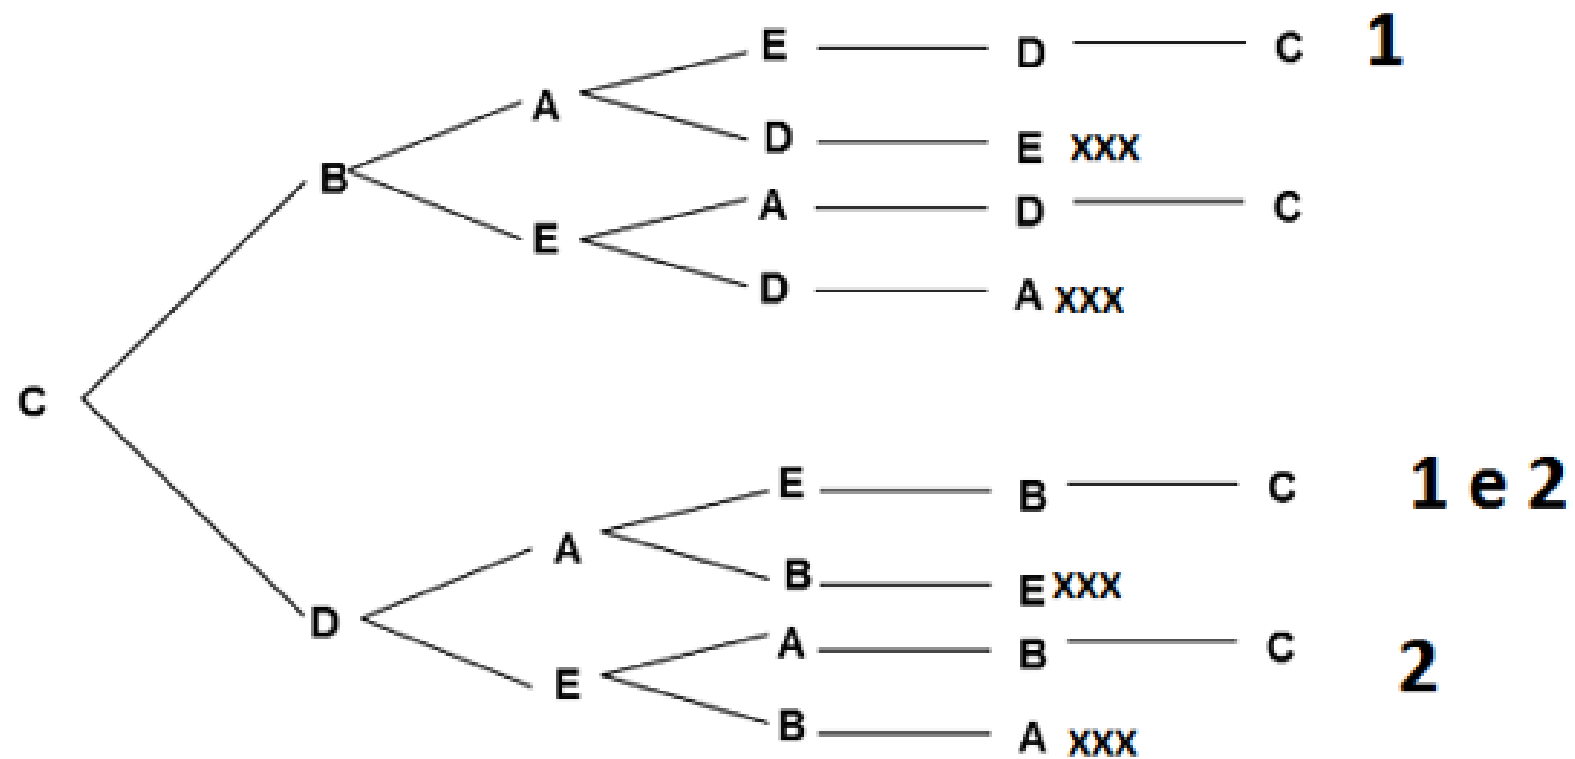 E D C 1
A
D E XXX
B
A D C
E
D A XXX
C
E B C 1 e 2
A
B E XXX
D
A B C 2
E
B A XXX